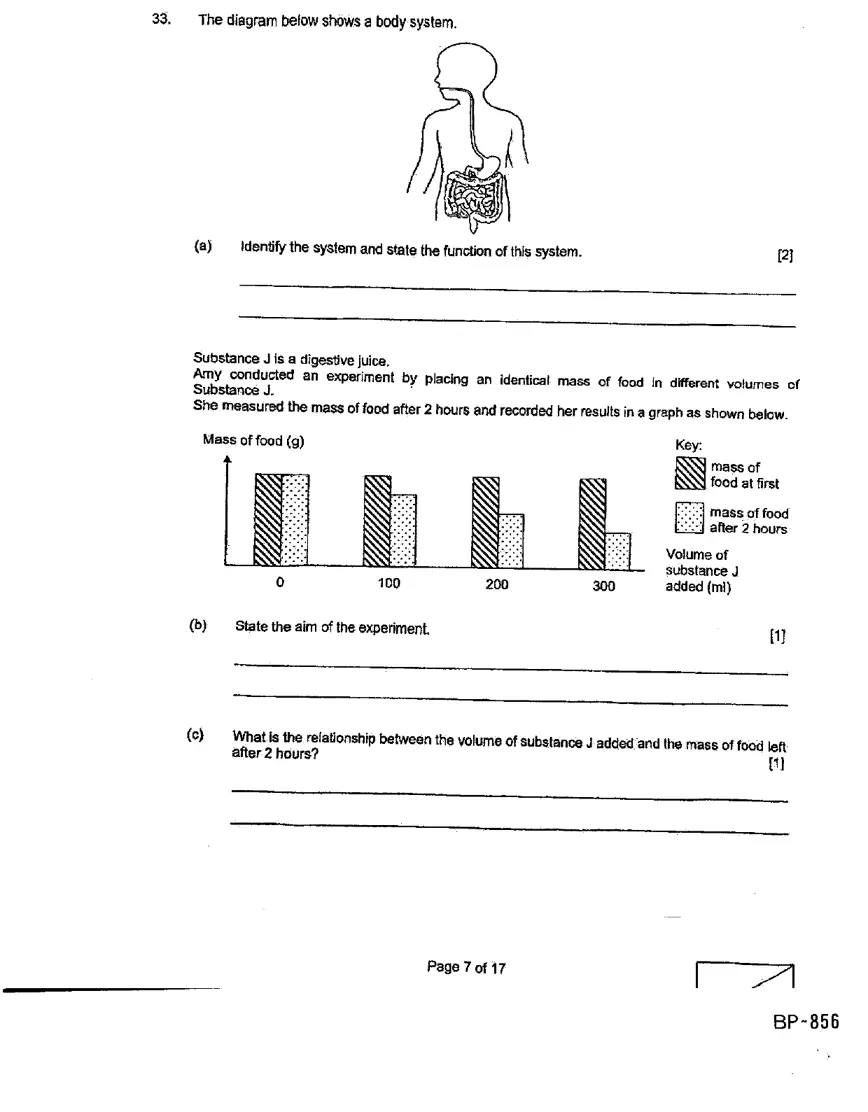 33. The diagram below shows a body system.
(a) Identify the system and state the function of this system. [2]
Substance J is a digestive juice.
Amy conducted an experiment by placing an identical mass of food in different volumes of
Substance J.
She measured the mass of food after 2 hours and recorded her results in a graph as shown below.
Mass of food (g)
Key:
mass of
food at first
mass of food
after 2 hours
Volume of
substance J
added (ml)
0 100 200 300
(b) State the aim of the experiment. [1]
(c) What is the relationship between the volume of substance J added and the mass of food left
after 2 hours? [1]
Page 7 of 17
BP-856